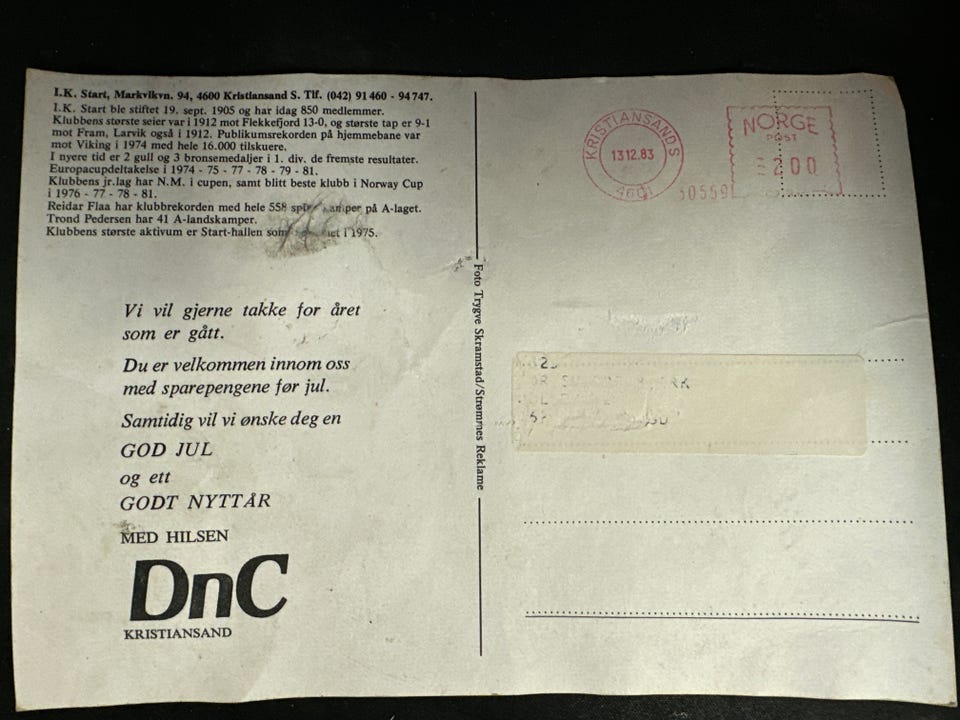 I.K. Start, Markvikvn. 94, 4600 Kristiansand S. Tlf. (042) 91 460 - 94 747.
I.K. Start ble stiftet 19. sept. 1905 og har idag 850 medlemmer.
Klubbens største seier var i 1912 mot Flekkefjord 13-0, og største tap er 9-1
mot Fram, Larvik også i 1912. Publikumsrekorden på hjemmebane var
mot Viking i 1974 med hele 16.000 tilskuere.
I nyere tid er 2 gull og 3 bronsemedaljer i 1. div. de fremste resultater.
Europacupdeltakelse i 1974 - 75 - 77 - 78 - 79 - 81.
Klubbens jr.lag har N.M. i cupen, samt blitt beste klubb i Norway Cup
i 1976 - 77 - 78 - 81.
Reidar Flaa har klubbrekorden med hele 558 på A-laget.
Trond Pedersen har 41 A-landskamper.
Klubbens største aktivum er Start-hallen som i 1975.
Vi vil gjerne takke for året
som er gått.
Du er velkommen innom oss
med sparepengene før jul.
Samtidig vil vi ønske deg en
GOD JUL
og ett
GODT NYTTÅR
MED HILSEN
DnC
KRISTIANSAND
Foto Trygve Skramstad/Strømmes Reklame
KRISTIANSAND S
13.12.83
4601
NORGE
POST
200